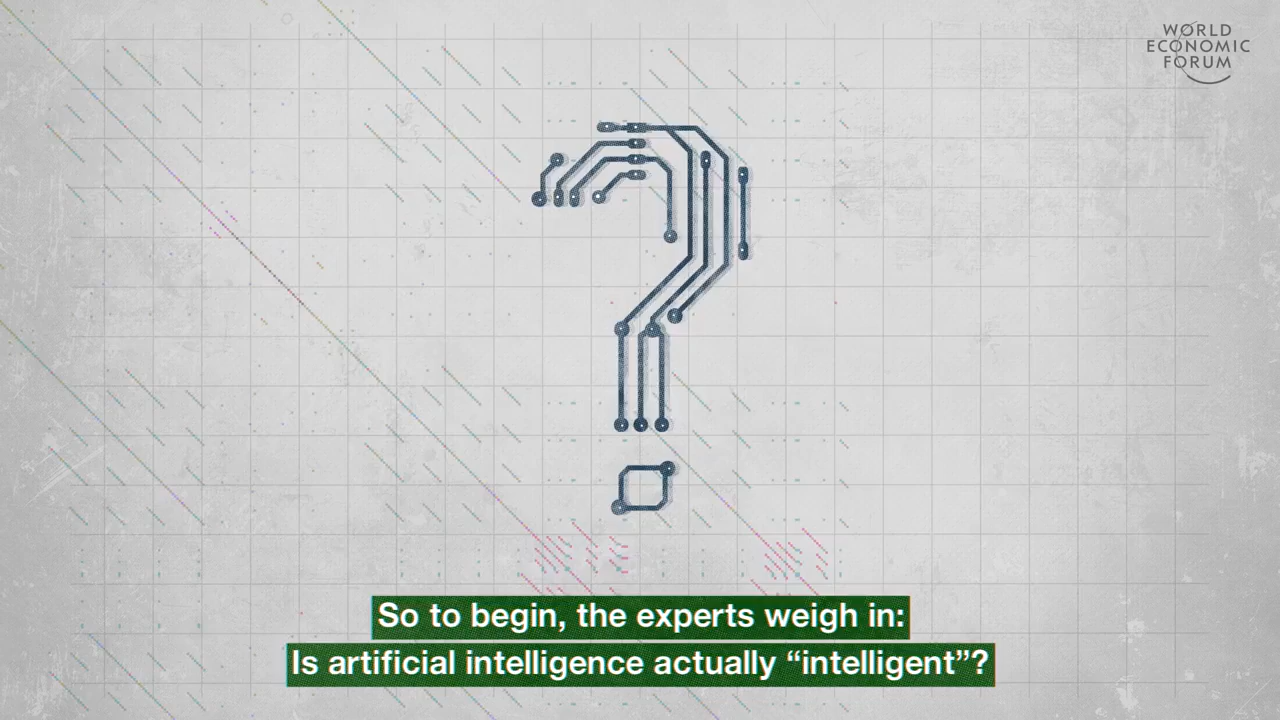 WORLD
ECONOMIC
FORUM
So to begin, the experts weigh in:
Is artificial intelligence actually “intelligent”?